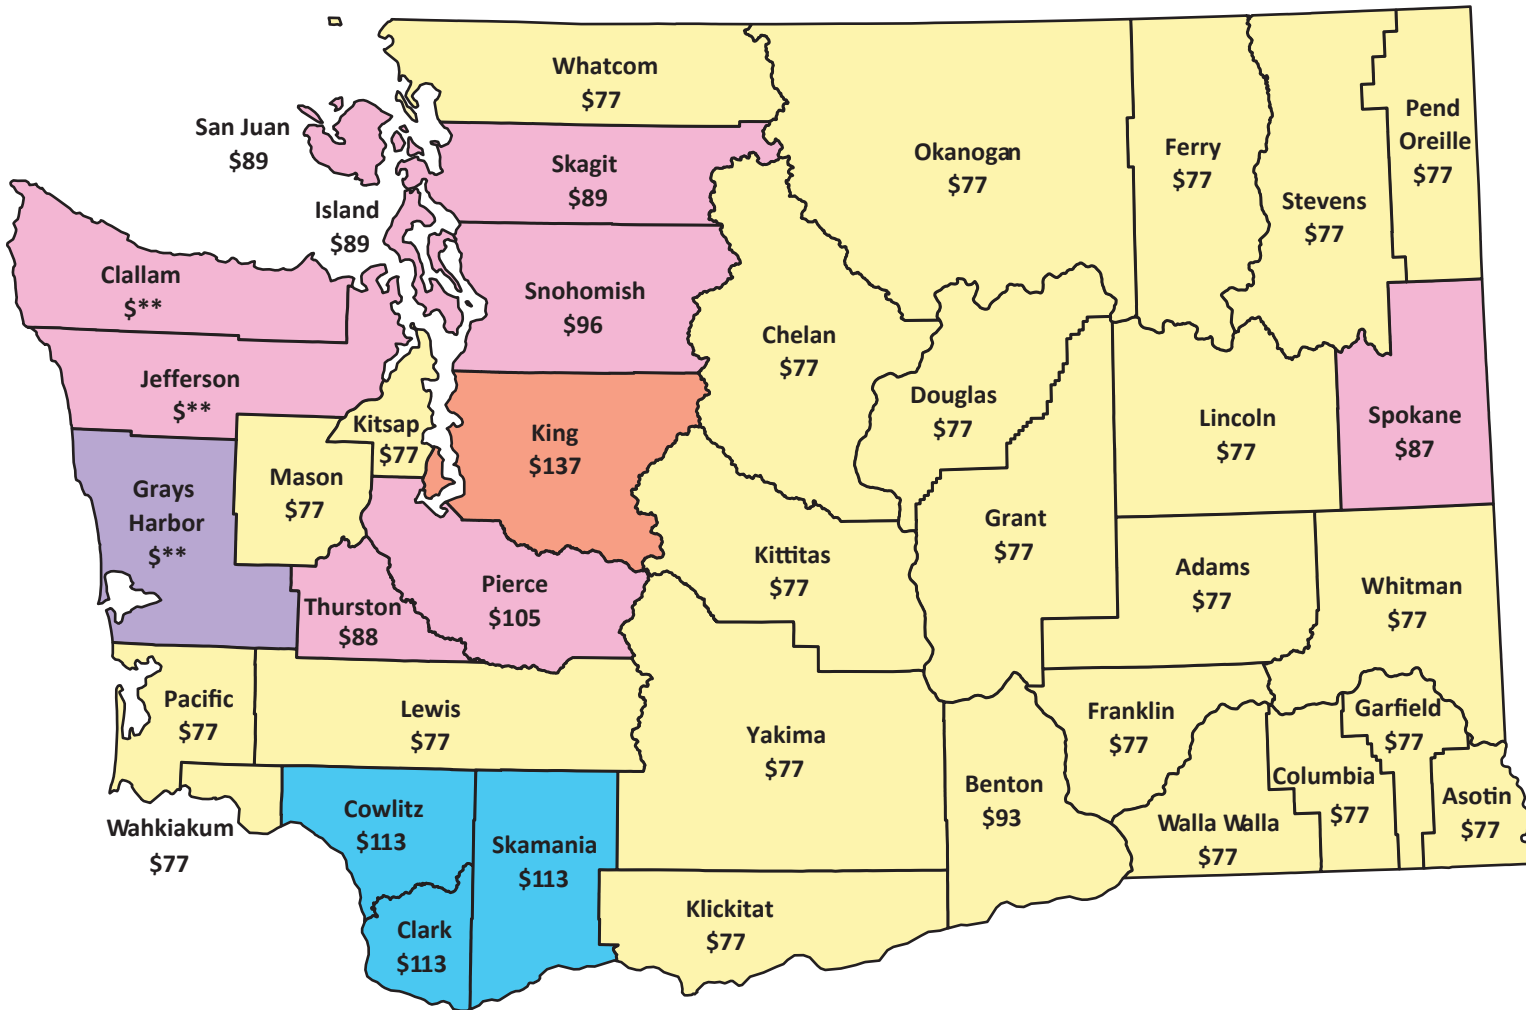 Whatcom
$77
San Juan
$89
Skagit
$89
Island
$89
Okanogan
$77
Ferry
$77
Stevens
$77
Pend
Oreille
$77
Clallam
$**
Snohomish
$96
Chelan
$77
Jefferson
$**
Kitsap
$77
King
$137
Douglas
$77
Lincoln
$77
Spokane
$87
Grays
Harbor
$**
Mason
$77
Grant
$77
Kittitas
$77
Adams
$77
Whitman
$77
Thurston
$88
Pierce
$105
Pacific
$77
Lewis
$77
Yakima
$77
Benton
$93
Franklin
$77
Garfield
$77
Columbia
$77
Asotin
$77
Walla Walla
$77
Wahkiakum
$77
Cowlitz
$113
Skamania
$113
Clark
$113
Klickitat
$77